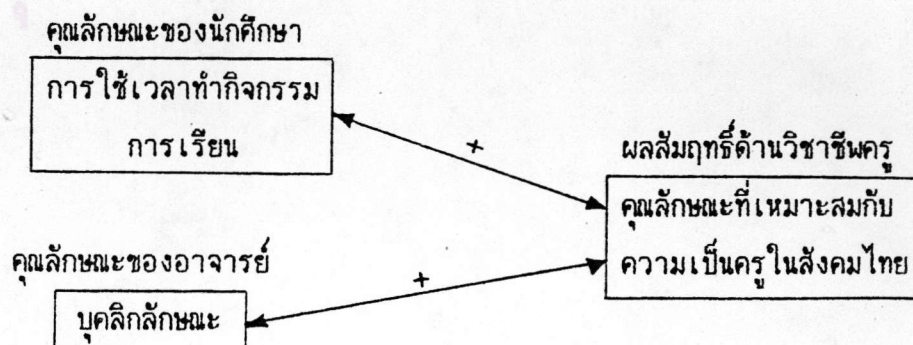 คุณลักษณะของนักศึกษา
การใช้เวลาทำกิจกรรม
การเรียน
+
ผลสัมฤทธิ์ด้านวิชาชีพครู
คุณลักษณะที่เหมาะสมกับ
ความเป็นครูในสังคมไทย
คุณลักษณะของอาจารย์
+
บุคลิกลักษณะ